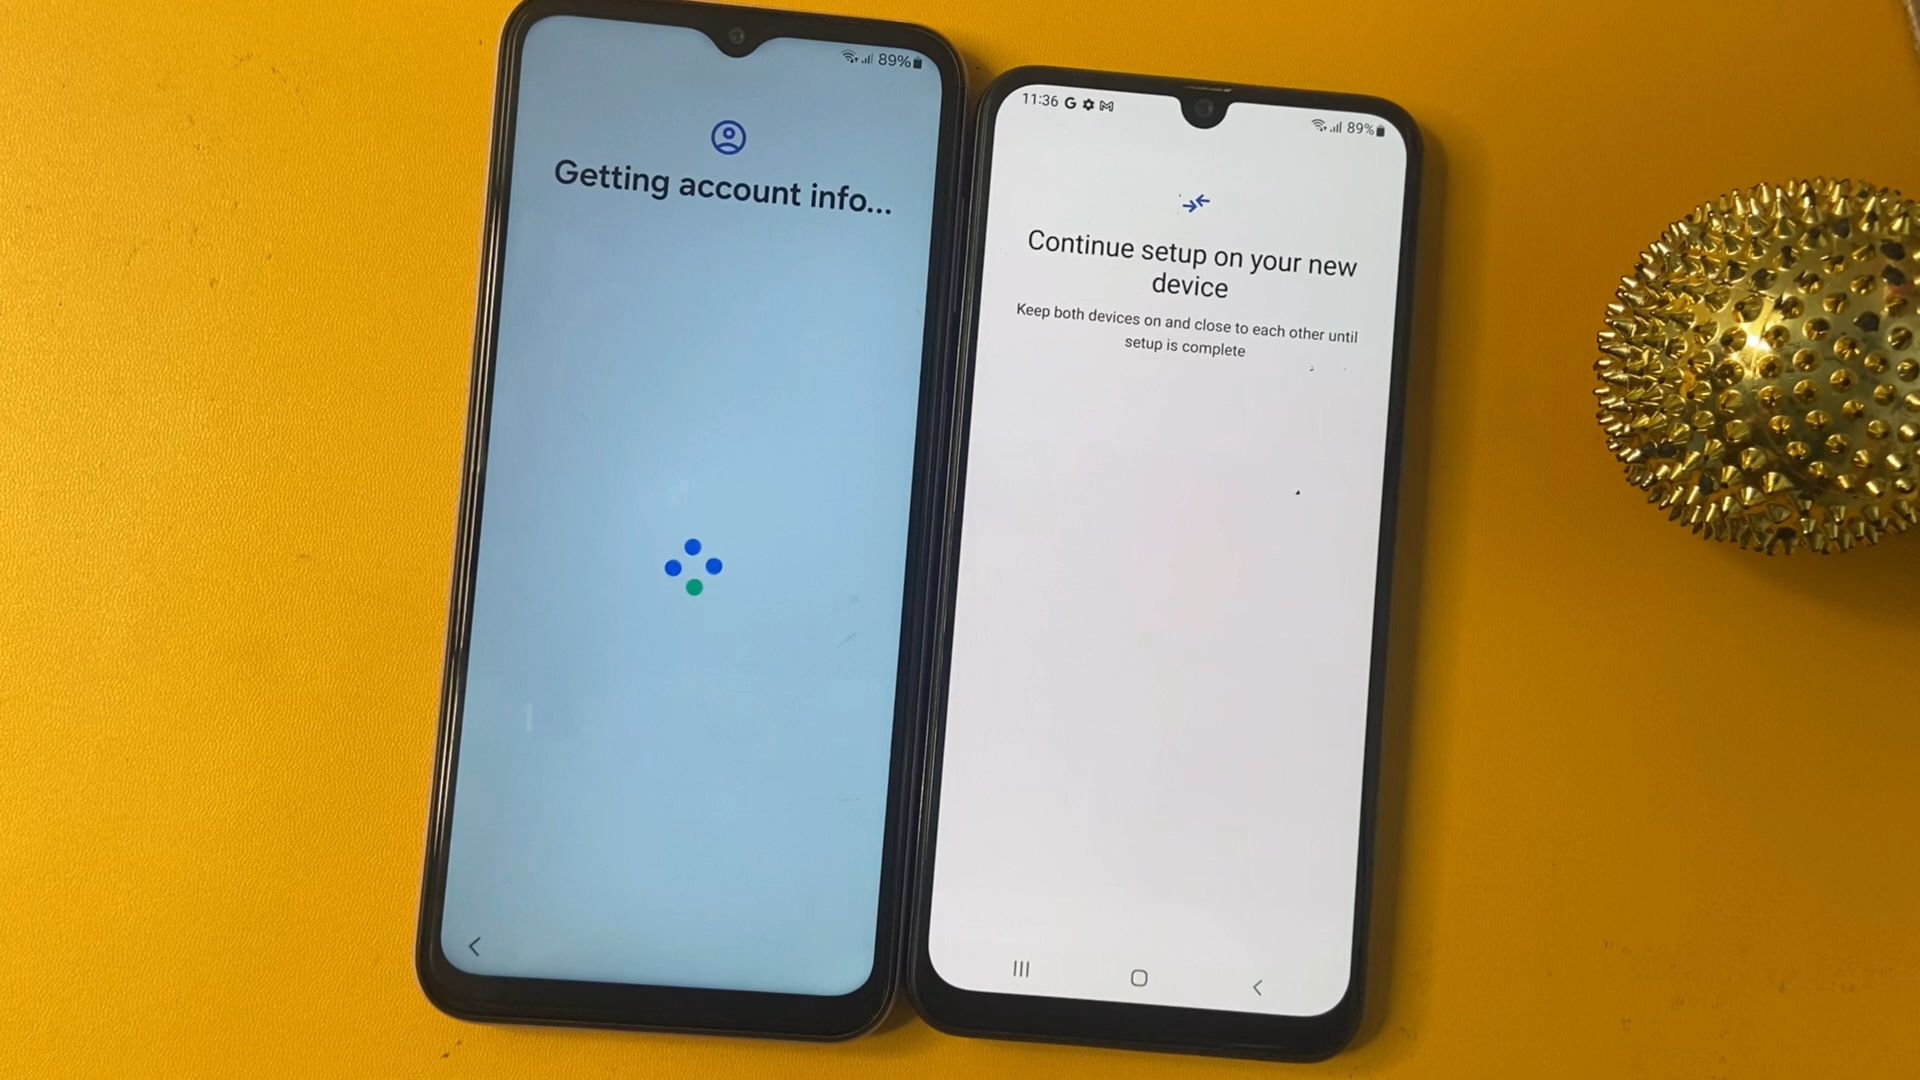 89%
Getting account info...
11:36 G
89%
Continue setup on your new
device
Keep both devices on and close to each other until
setup is complete